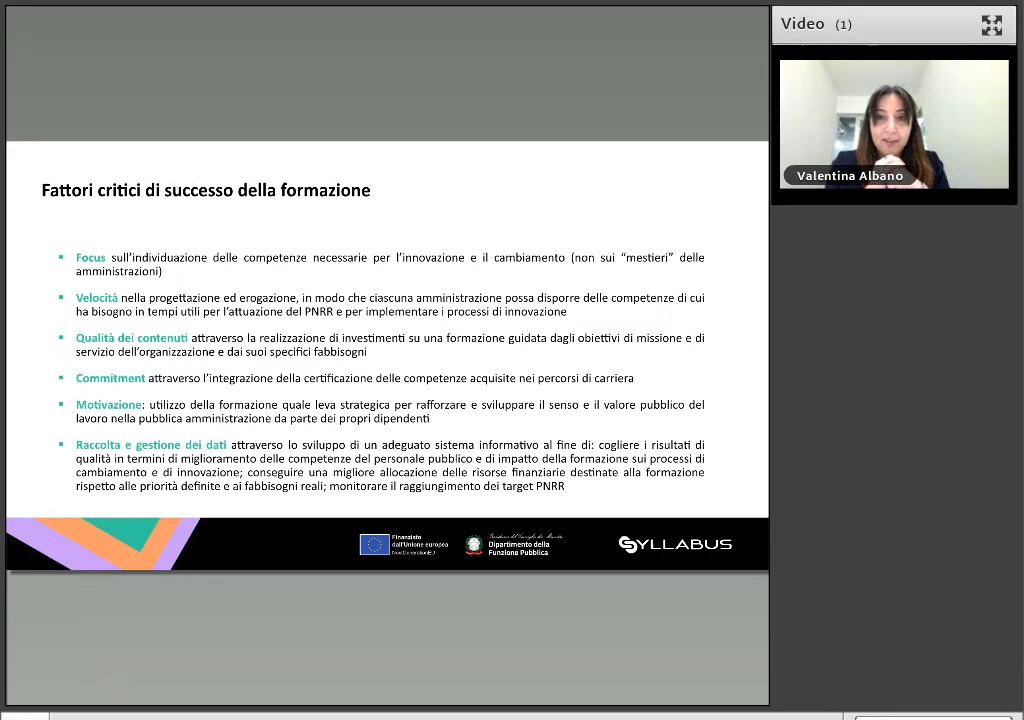 Video (1)
Valentina Albano
Fattori critici di successo della formazione
Focus sull’individuazione delle competenze necessarie per l’innovazione e il cambiamento (non sui “mestieri” delle
amministrazioni)
Velocità nella progettazione ed erogazione, in modo che ciascuna amministrazione possa disporre delle competenze di cui
ha bisogno in tempi utili per l’attuazione del PNRR e per implementare i processi di innovazione
Qualità dei contenuti attraverso la realizzazione di investimenti su una formazione guidata dagli obiettivi di missione e di
servizio dell’organizzazione e dai suoi specifici fabbisogni
Commitment attraverso l’integrazione della certificazione delle competenze acquisite nei percorsi di carriera
Motivazione: utilizzo della formazione quale leva strategica per rafforzare e sviluppare il senso e il valore pubblico del
lavoro nella pubblica amministrazione da parte dei propri dipendenti
Raccolta e gestione dei dati attraverso lo sviluppo di un adeguato sistema informativo al fine di: cogliere i risultati di
qualità in termini di miglioramento delle competenze del personale pubblico e di impatto della formazione sui processi di
cambiamento e di innovazione; conseguire una migliore allocazione delle risorse finanziarie destinate alla formazione
rispetto alle priorità definite e ai fabbisogni reali; monitorare il raggiungimento dei target PNRR
Finanziato
dall'Unione europea
NextGenerationEU
Presidenza del Consiglio dei Ministri
Dipartimento della
Funzione Pubblica
SYLLABUS